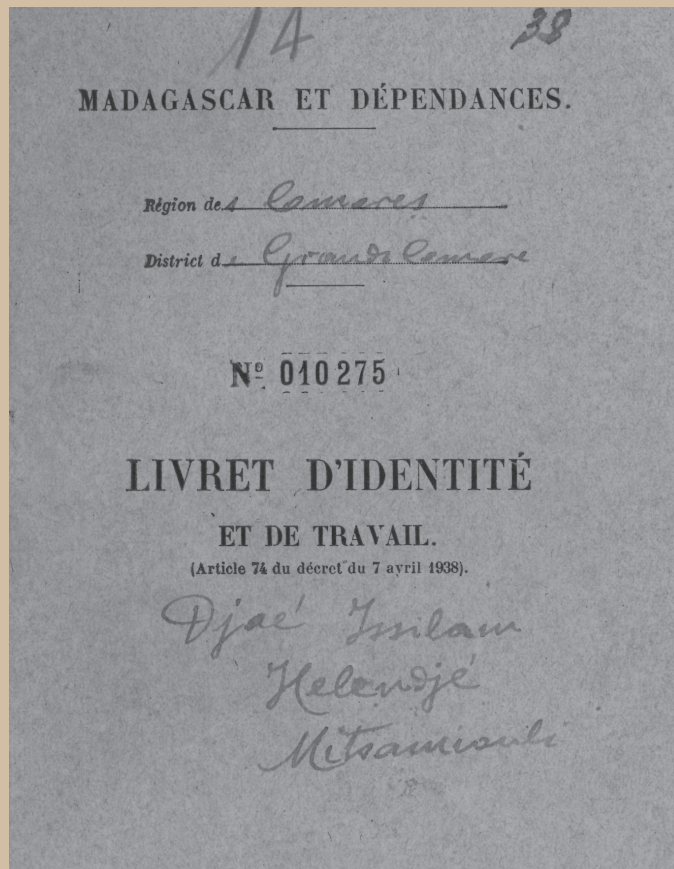 14 38
MADAGASCAR ET DÉPENDANCES.
Région des Comores
District de Grande Comore
Nº 010275
LIVRET D'IDENTITÉ
ET DE TRAVAIL.
(Article 74 du décret du 7 avril 1938).
Djaé Issilam
Helendjé
Mitsamiouli